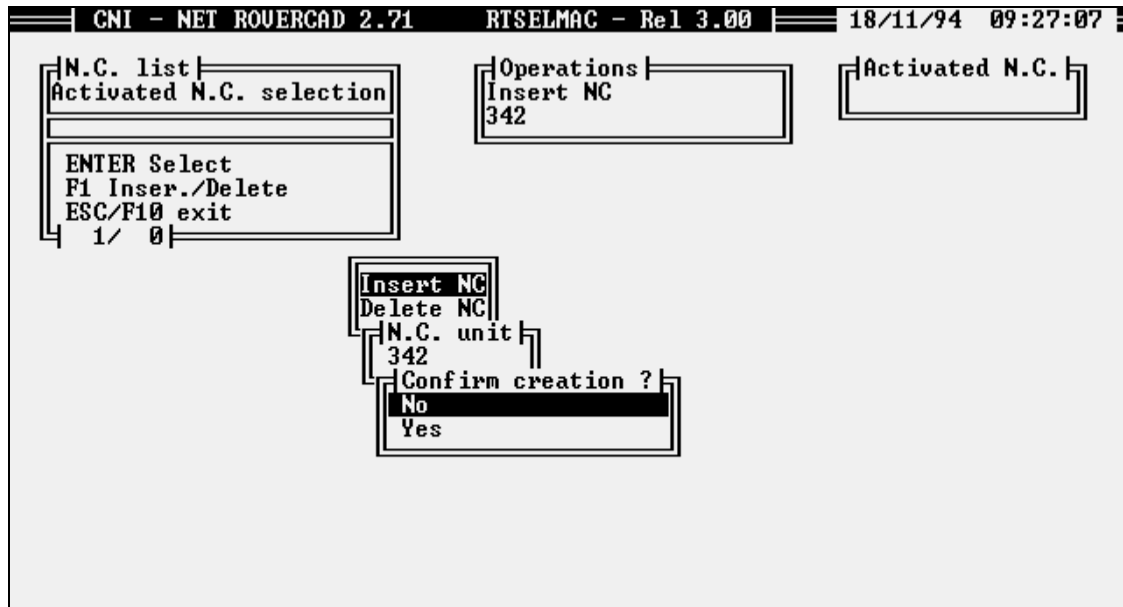 CNI - NET ROVERCAD 2.71 RTSELMAC - Rel 3.00 18/11/94 09:27:07
N.C. list
Activated N.C. selection
ENTER Select
F1 Inser./Delete
ESC/F10 exit
1/ 0
Operations
Insert NC
342
Activated N.C.
Insert NC
Delete NC
N.C. unit
342
Confirm creation ?
No
Yes